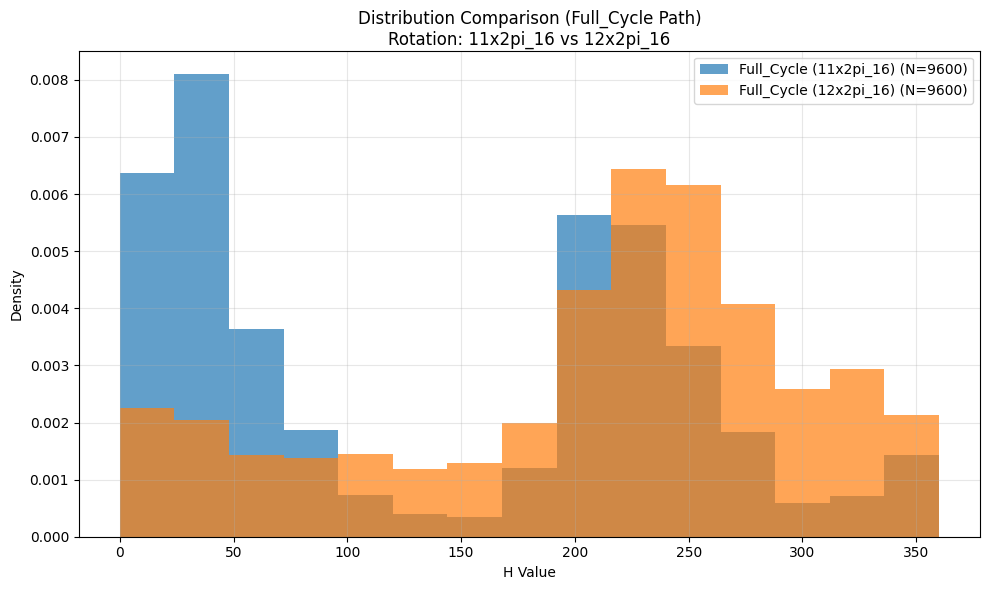 Distribution Comparison (Full_Cycle Path)
Rotation: 11x2pi_16 vs 12x2pi_16
Full_Cycle (11x2pi_16) (N=9600)
Full_Cycle (12x2pi_16) (N=9600)
0.008
0.007
0.006
0.005
0.004
0.003
0.002
0.001
0.000
Density
0 50 100 150 200 250 300 350
H Value